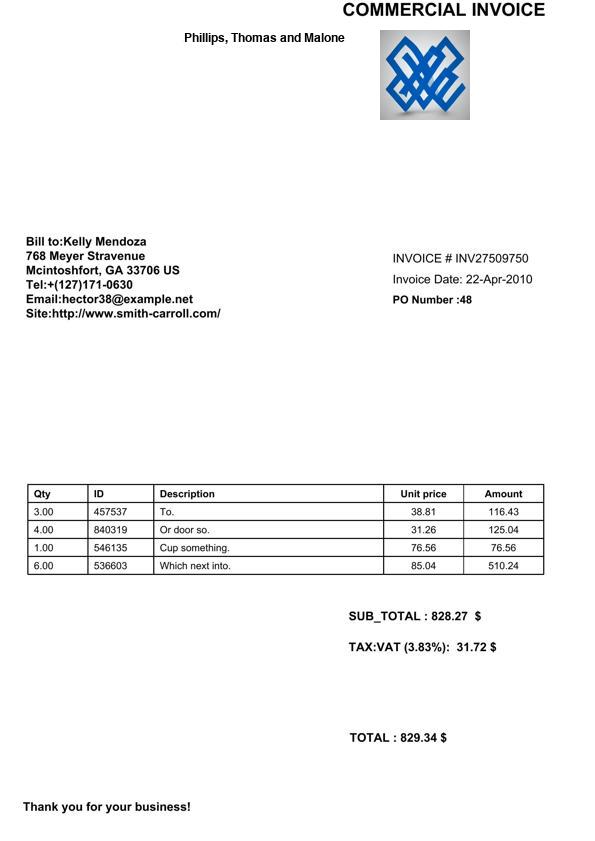 COMMERCIAL INVOICE
Phillips, Thomas and Malone
Bill to:Kelly Mendoza
768 Meyer Stravenue
Mcintoshfort, GA 33706 US
Tel:+(127)171-0630
Email:hector38@example.net
Site:http://www.smith-carroll.com/
INVOICE # INV27509750
Invoice Date: 22-Apr-2010
PO Number :48
Qty ID Description Unit price Amount
3.00 457537 To. 38.81 116.43
4.00 840319 Or door so. 31.26 125.04
1.00 546135 Cup something. 76.56 76.56
6.00 536603 Which next into. 85.04 510.24
SUB_TOTAL : 828.27 $
TAX:VAT (3.83%): 31.72 $
TOTAL : 829.34 $
Thank you for your business!